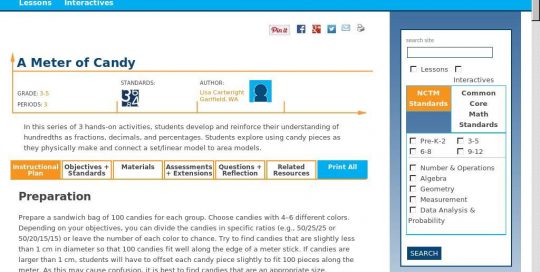 Lessons Interactives
Pin it
A Meter of Candy
GRADE: 3-5
PERIODS: 3
STANDARDS:
AUTHOR:
Lisa Cartwright
Garfield, WA
In this series of 3 hands-on activities, students develop and reinforce their understanding of
hundredths as fractions, decimals, and percentages. Students explore using candy pieces as
they physically make and connect a set/linear model to area models.
Instructional
Plan
Objectives +
Standards
Materials
Assessments
+ Extensions
Questions +
Reflection
Related
Resources
Print All
Preparation
Prepare a sandwich bag of 100 candies for each group. Choose candies with 4–6 different colors.
Depending on your objectives, you can divide the candies in specific ratios (e.g., 50/25/25 or
50/20/15/15) or leave the number of each color to chance. Try to find candies that are slightly less
than 1 cm in diameter so that 100 candies fit well along the edge of a meter stick. If candies are
larger than 1 cm, students will have to offset each candy piece slightly to fit 100 pieces along the
meter. As this may cause confusion, it is best to find candies that are an appropriate size.
search site
Lessons
Interactives
NCTM
Standards
Common
Core
Math
Standards
Pre-K-2 3-5
6-8 9-12
Number & Operations
Algebra
Geometry
Measurement
Data Analysis &
Probability
SEARCH